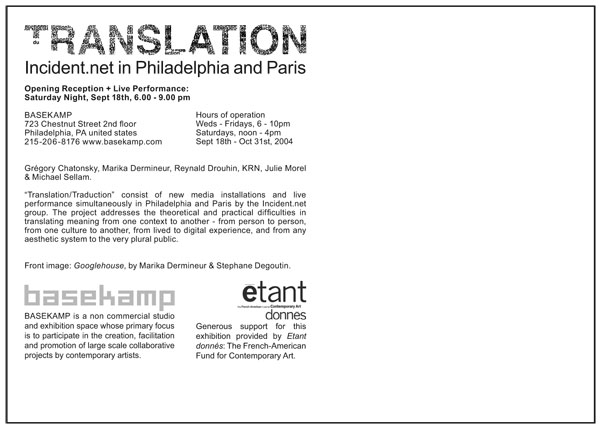 TRANSLATION
Incident.net in Philadelphia and Paris
Opening Reception + Live Performance:
Saturday Night, Sept 18th, 6.00 - 9.00 pm
BASEKAMP
723 Chestnut Street 2nd floor
Philadelphia, PA united states
215-206-8176 www.basekamp.com
Hours of operation
Weds - Fridays, 6 - 10pm
Saturdays, noon - 4pm
Sept 18th - Oct 31st, 2004
Grégory Chatonsky, Marika Dermineur, Reynald Drouhin, KRN, Julie Morel
& Michael Sellam.
“Translation/Traduction” consist of new media installations and live
performance simultaneously in Philadelphia and Paris by the Incident.net
group. The project addresses the theoretical and practical difficulties in
translating meaning from one context to another - from person to person,
from one culture to another, from lived to digital experience, and from any
aesthetic system to the very plural public.
Front image: Googlehouse, by Marika Dermineur & Stephane Degoutin.
basekamp
BASEKAMP is a non commercial studio
and exhibition space whose primary focus
is to participate in the creation, facilitation
and promotion of large scale collaborative
projects by contemporary artists.
etant
donnes
Generous support for this
exhibition provided by Etant
donnés: The French-American
Fund for Contemporary Art.